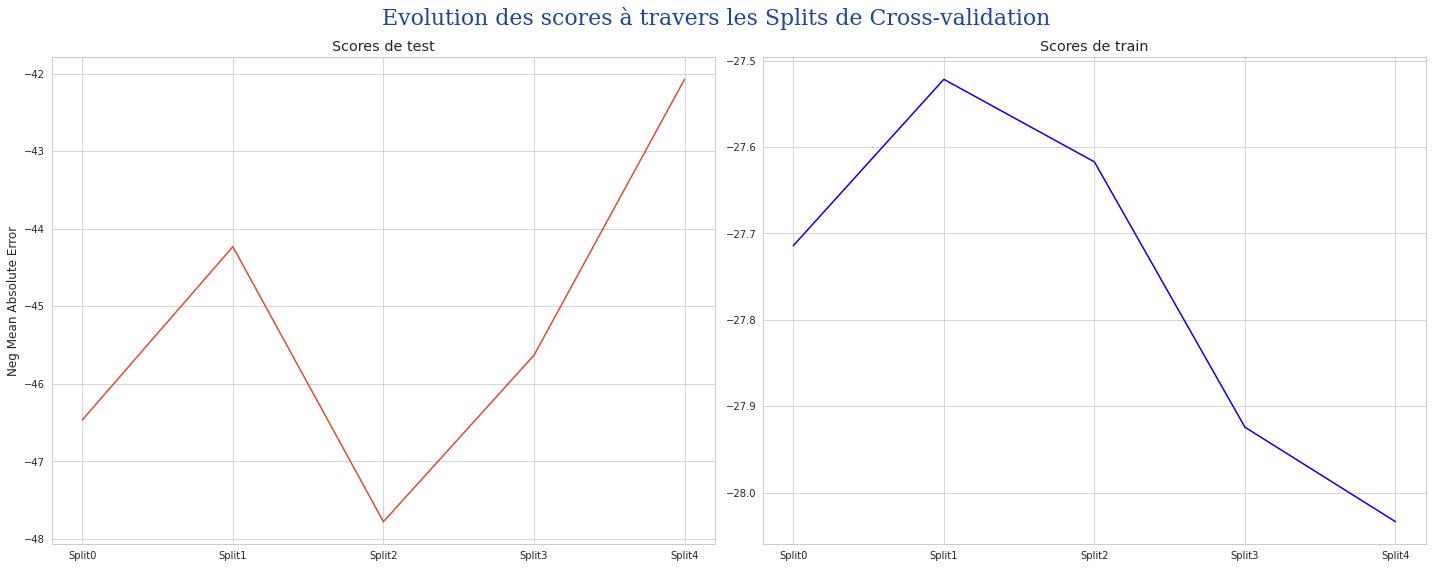 Evolution des scores à travers les Splits de Cross-validation
Scores de test
Neg Mean Absolute Error
−42
−43
−44
−45
−46
−47
−48
Split0 Split1 Split2 Split3 Split4
Scores de train
−27.5
−27.6
−27.7
−27.8
−27.9
−28.0
Split0 Split1 Split2 Split3 Split4